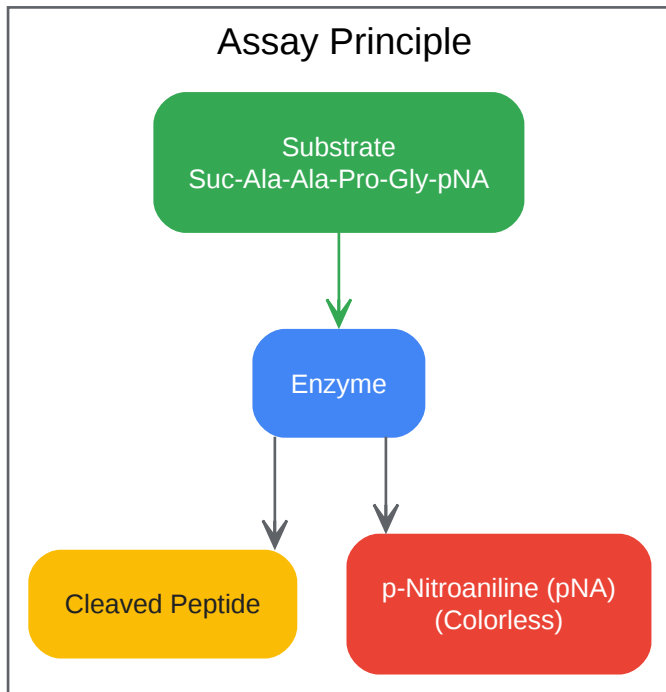 Assay Principle
Substrate
Suc-Ala-Ala-Pro-Gly-pNA
Enzyme
Cleaved Peptide
p-Nitroaniline (pNA)
(Colorless)